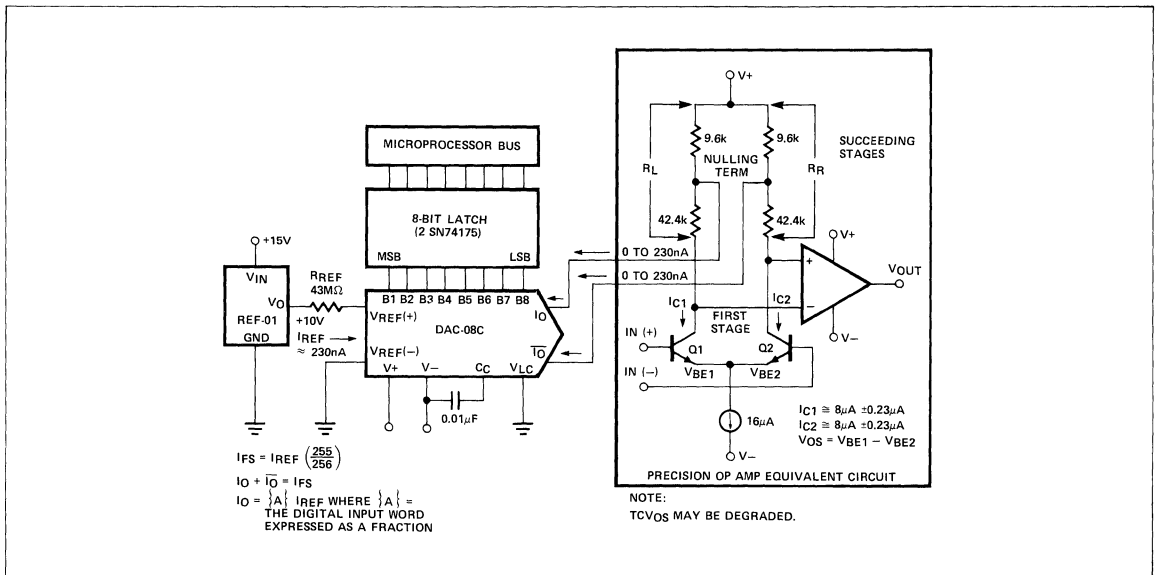 MICROPROCESSOR BUS
8-BIT LATCH
(2 SN74175)
MSB LSB
+15V
VIN
VO
REF-01
GND
RREF
43MΩ
+10V
IREF
≈ 230nA
B1 B2 B3 B4 B5 B6 B7 B8
VREF(+)
IO
DAC-08C
VREF(-)
IO
V+ V- CC VLC
0.01µF
IFS = IREF (255/256)
IO + IO = IFS
IO = {A} IREF WHERE {A} =
THE DIGITAL INPUT WORD
EXPRESSED AS A FRACTION
0 TO 230nA
0 TO 230nA
V+
9.6k 9.6k
SUCCEEDING
STAGES
NULLING
TERM
RL RR
42.4k 42.4k
V+
+
-
VOUT
V-
IC1 IC2
FIRST
STAGE
IN (+)
Q1 Q2
IN (-)
VBE1 VBE2
16µA
V-
IC1 ≅ 8µA ±0.23µA
IC2 ≅ 8µA ±0.23µA
VOS = VBE1 - VBE2
PRECISION OP AMP EQUIVALENT CIRCUIT
NOTE:
TCVOS MAY BE DEGRADED.